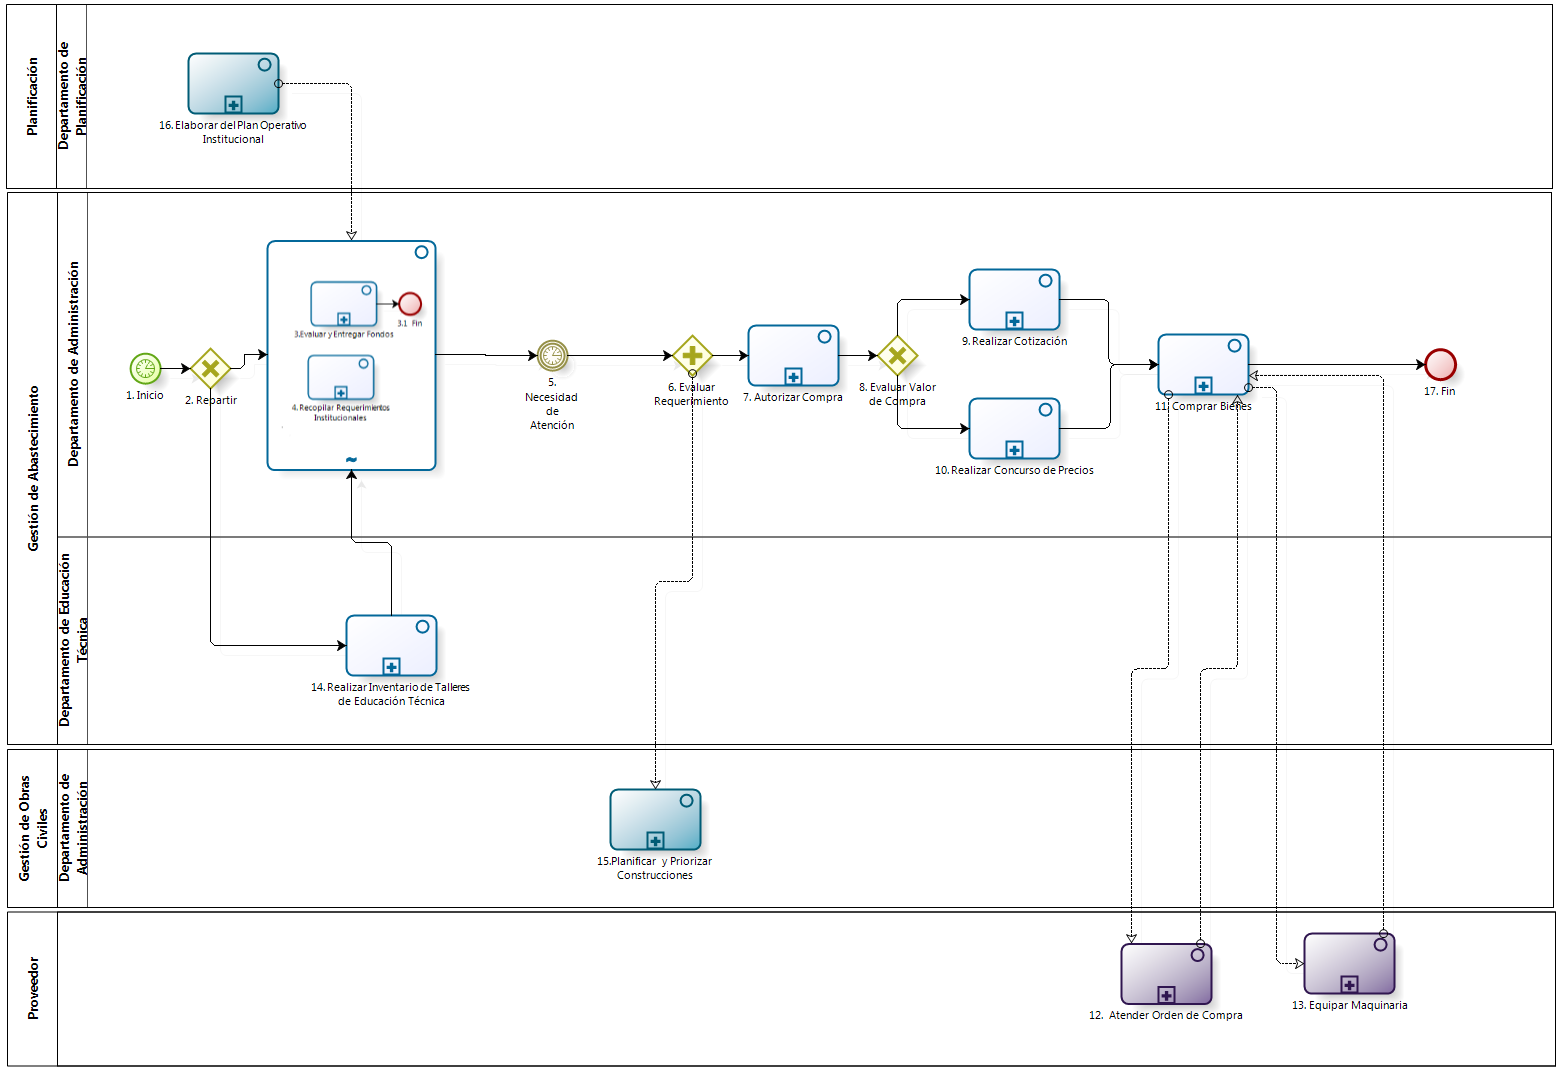 Planificación
Departamento de
Planificación
16. Elaborar del Plan Operativo
Institucional
Gestión de Abastecimiento
Departamento de Administración
1. Inicio
2. Repartir
3.Evaluar y Entregar Fondos
3.1 Fin
4. Recopilar Requerimientos
Institucionales
5.
Necesidad
de
Atención
6. Evaluar
Requerimiento
7. Autorizar Compra
8. Evaluar Valor
de Compra
9. Realizar Cotización
10. Realizar Concurso de Precios
11. Comprar Bienes
17. Fin
Departamento de Educación
Técnica
14. Realizar Inventario de Talleres
de Educación Técnica
Gestión de Obras
Civiles
Departamento de
Administración
15.Planificar y Priorizar
Construcciones
Proveedor
12. Atender Orden de Compra
13. Equipar Maquinaria